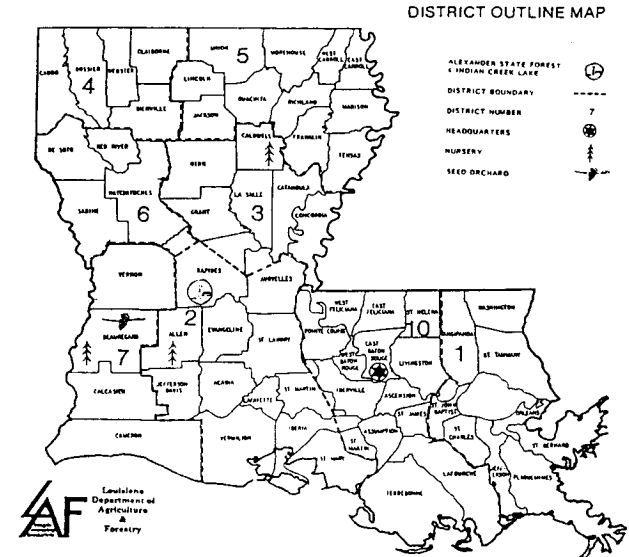 DISTRICT OUTLINE MAP
ALEXANDER STATE FOREST
& INDIAN CREEK LAKE
DISTRICT BOUNDARY
DISTRICT NUMBER 7
HEADQUARTERS
NURSERY
SEED ORCHARD
CADDO
BOSSIER
4
WEBSTER
CLAIBORNE
LINCOLN
UNION
5
MOREHOUSE
WEST
CARROLL
EAST
CARROLL
BIENVILLE
JACKSON
OUACHITA
RICHLAND
MADISON
DE SOTO
RED RIVER
WINN
CALDWELL
FRANKLIN
TENSAS
SABINE
NATCHITOCHES
6
GRANT
LA SALLE
3
CATAHOULA
CONCORDIA
VERNON
RAPIDES
AVOYELLES
BEAUREGARD
7
2
ALLEN
EVANGELINE
ST LANDRY
POINTE COUPEE
WEST
FELICIANA
EAST
FELICIANA
ST HELENA
10
TANGIPAHOA
1
WASHINGTON
ST TAMMANY
WEST
BATON
ROUGE
EAST
BATON
ROUGE
LIVINGSTON
CALCASIEU
JEFFERSON
DAVIS
ACADIA
LAFAYETTE
ST MARTIN
IBERVILLE
ASCENSION
CAMERON
VERMILION
IBERIA
ST
MARTIN
ST MARY
ASSUMPTION
ST JAMES
ST JOHN
BAPTISTE
ST
CHARLES
ORLEANS
ST BERNARD
TERREBONNE
LAFOURCHE
JEFF
ERSON
PLAQUEMINES
LAF
Louisiana
Department of
Agriculture
&
Forestry